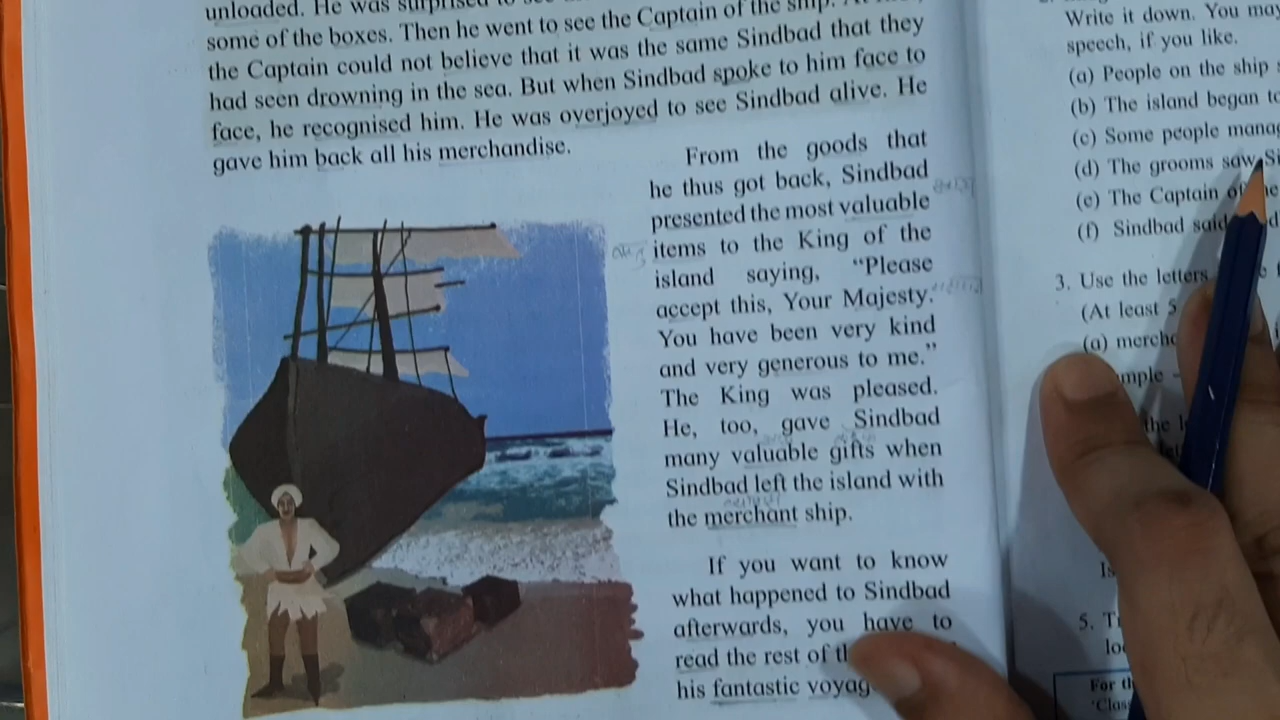 unloaded. He was surprised to see
some of the boxes. Then he went to see the Captain of the ship. At
the Captain could not believe that it was the same Sindbad that they
had seen drowning in the sea. But when Sindbad spoke to him face to
face, he recognised him. He was overjoyed to see Sindbad alive. He
gave him back all his merchandise.
From the goods that
he thus got back, Sindbad
presented the most valuable
items to the King of the
island saying, “Please
accept this, Your Majesty.
You have been very kind
and very generous to me.”
The King was pleased.
He, too, gave Sindbad
many valuable gifts when
Sindbad left the island with
the merchant ship.
If you want to know
what happened to Sindbad
afterwards, you have to
read the rest of
his fantastic
Write it down. You may
speech, if you like.
(a) People on the ship
(b) The island began to
(c) Some people
(d) The grooms saw
(e) The Captain
(f) Sindbad said
3. Use the letters
(At least 5
(a)
5.